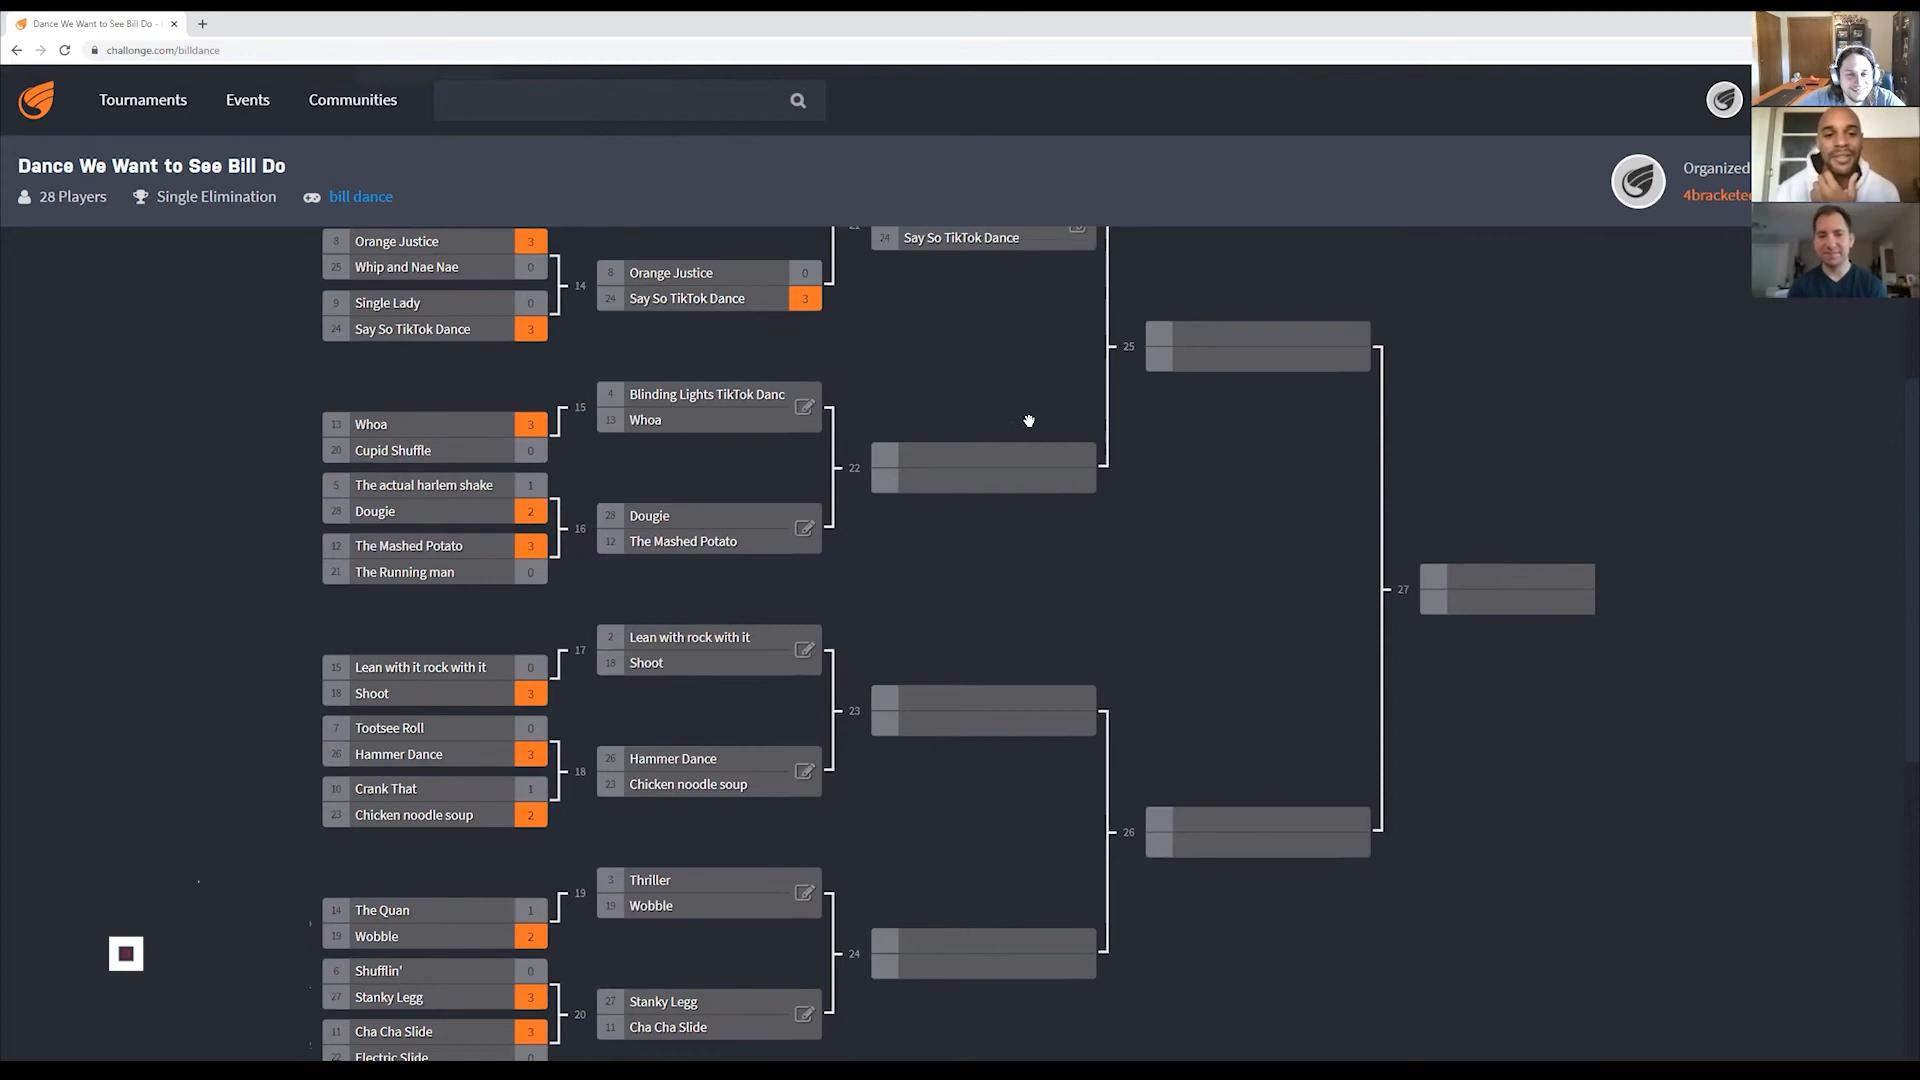 Dance We Want to See Bill Do -
challonge.com/billdance
Tournaments Events Communities
Dance We Want to See Bill Do
28 Players Single Elimination bill dance
Organized
4brackete
8 Orange Justice 3
25 Whip and Nae Nae 0
9 Single Lady 0
24 Say So TikTok Dance 3
14
8 Orange Justice 0
24 Say So TikTok Dance 3
24 Say So TikTok Dance
13 Whoa 3
20 Cupid Shuffle 0
15
4 Blinding Lights TikTok Danc
13 Whoa
5 The actual harlem shake 1
28 Dougie 2
12 The Mashed Potato 3
21 The Running man 0
16
28 Dougie
12 The Mashed Potato
22
25
15 Lean with it rock with it 0
18 Shoot 3
17
2 Lean with rock with it
18 Shoot
7 Tootsee Roll 0
26 Hammer Dance 3
10 Crank That 1
23 Chicken noodle soup 2
18
26 Hammer Dance
23 Chicken noodle soup
23
27
14 The Quan 1
19 Wobble 2
19
3 Thriller
19 Wobble
6 Shufflin' 0
27 Stanky Legg 3
11 Cha Cha Slide 3
22 Electric Slide 0
20
27 Stanky Legg
11 Cha Cha Slide
24
26